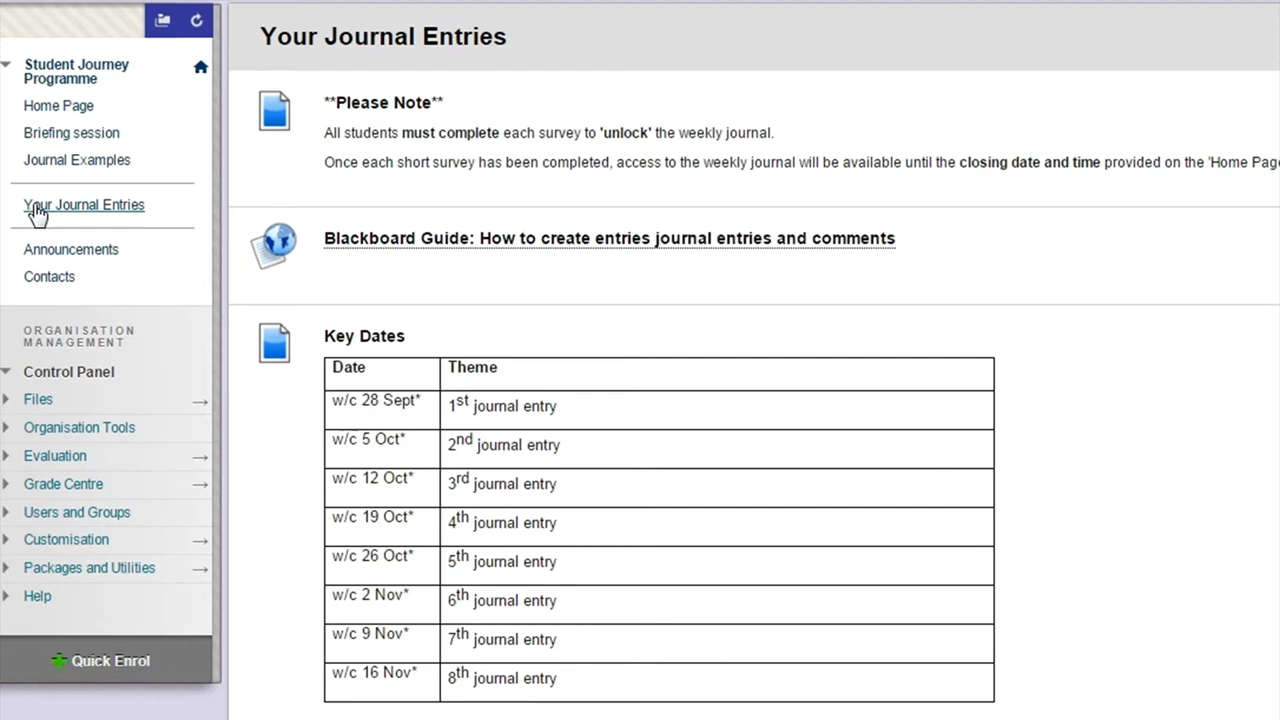 Student Journey
Programme
Home Page
Briefing session
Journal Examples
Your Journal Entries
Announcements
Contacts
ORGANISATION
MANAGEMENT
Control Panel
Files
Organisation Tools
Evaluation
Grade Centre
Users and Groups
Customisation
Packages and Utilities
Help
Quick Enrol
Your Journal Entries
**Please Note**
All students must complete each survey to 'unlock' the weekly journal.
Once each short survey has been completed, access to the weekly journal will be available until the closing date and time provided on the 'Home Page
Blackboard Guide: How to create entries journal entries and comments
Key Dates
Date Theme
w/c 28 Sept* 1st journal entry
w/c 5 Oct* 2nd journal entry
w/c 12 Oct* 3rd journal entry
w/c 19 Oct* 4th journal entry
w/c 26 Oct* 5th journal entry
w/c 2 Nov* 6th journal entry
w/c 9 Nov* 7th journal entry
w/c 16 Nov* 8th journal entry